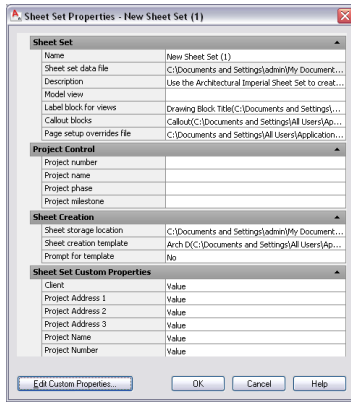 Sheet Set Properties - New Sheet Set (1)
Sheet Set
Name New Sheet Set (1)
Sheet set data file C:\Documents and Settings\admin\My Document...
Description Use the Architectural Imperial Sheet Set to creat...
Model view
Label block for views Drawing Block Title(C:\Documents and Settings\...
Callout blocks Callout(C:\Documents and Settings\All Users\Ap...
Page setup overrides file C:\Documents and Settings\All Users\Application...
Project Control
Project number
Project name
Project phase
Project milestone
Sheet Creation
Sheet storage location C:\Documents and Settings\admin\My Document...
Sheet creation template Arch D(C:\Documents and Settings\All Users\Ap...
Prompt for template No
Sheet Set Custom Properties
Client Value
Project Address 1 Value
Project Address 2 Value
Project Address 3 Value
Project Name Value
Project Number Value
Edit Custom Properties... OK Cancel Help